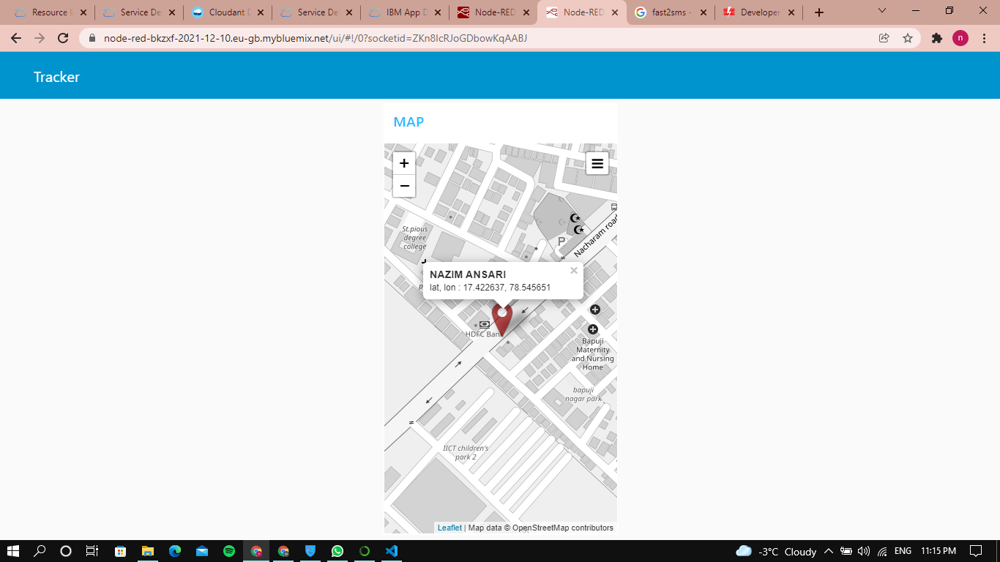 Resource
Service De
Cloudant D
Service De
IBM App D
Node-RED
Node-RED
fast2sms -
Developer
n
node-red-bkzxf-2021-12-10.eu-gb.mybluemix.net/ui/#!/0?socketid=ZKn8IcRJoGDbowKqAABJ
Tracker
MAP
+
−
St.pious
degree
college
P
Nacharam road
NAZIM ANSARI
lat, lon : 17.422637, 78.545651
HDFC Bank
Bapuji
Maternity
and Nursing
Home
bapuji
nagar park
IICT children's
park 2
Leaflet | Map data © OpenStreetMap contributors
-3°C Cloudy
ENG
11:15 PM